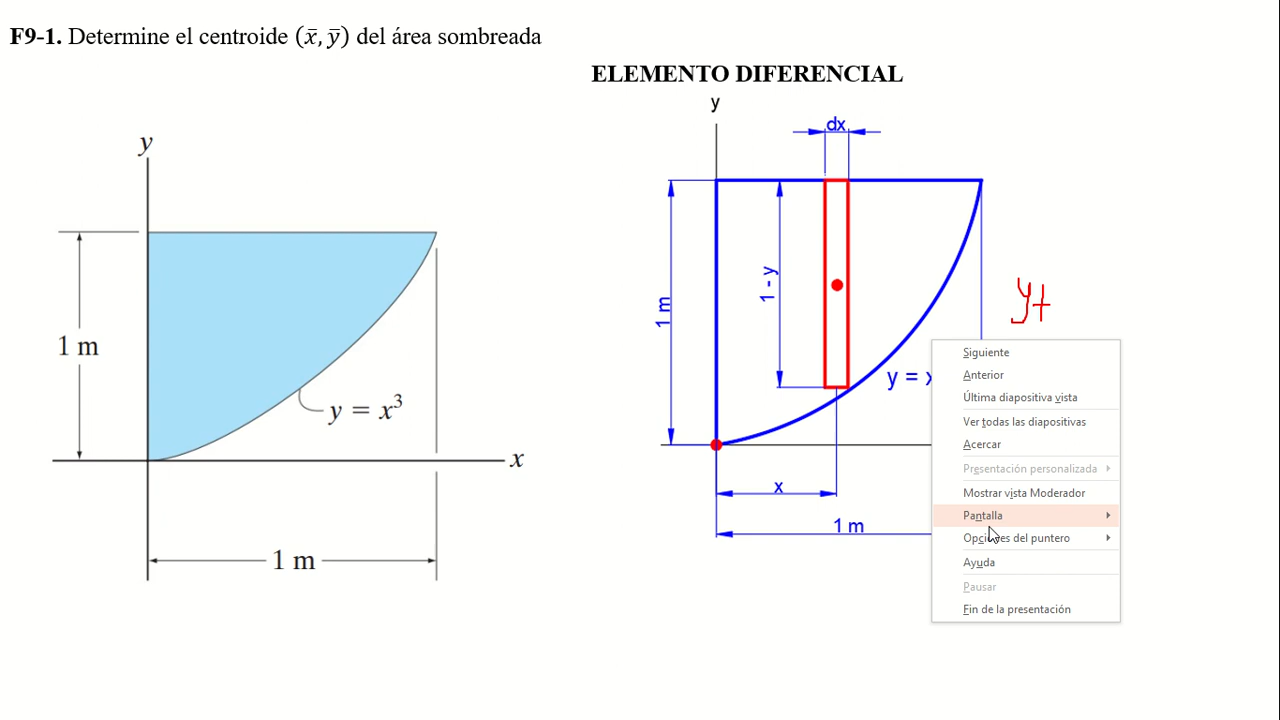 F9-1. Determine el centroide (x̄, ȳ) del área sombreada
ELEMENTO DIFERENCIAL
y
1 m
y = x³
x
1 m
y
dx
1 m
1 - y
y = x
x
1 m
y+
Siguiente
Anterior
Última diapositiva vista
Ver todas las diapositivas
Acercar
Presentación personalizada
Mostrar vista Moderador
Pantalla
Opciones del puntero
Ayuda
Pausar
Fin de la presentación